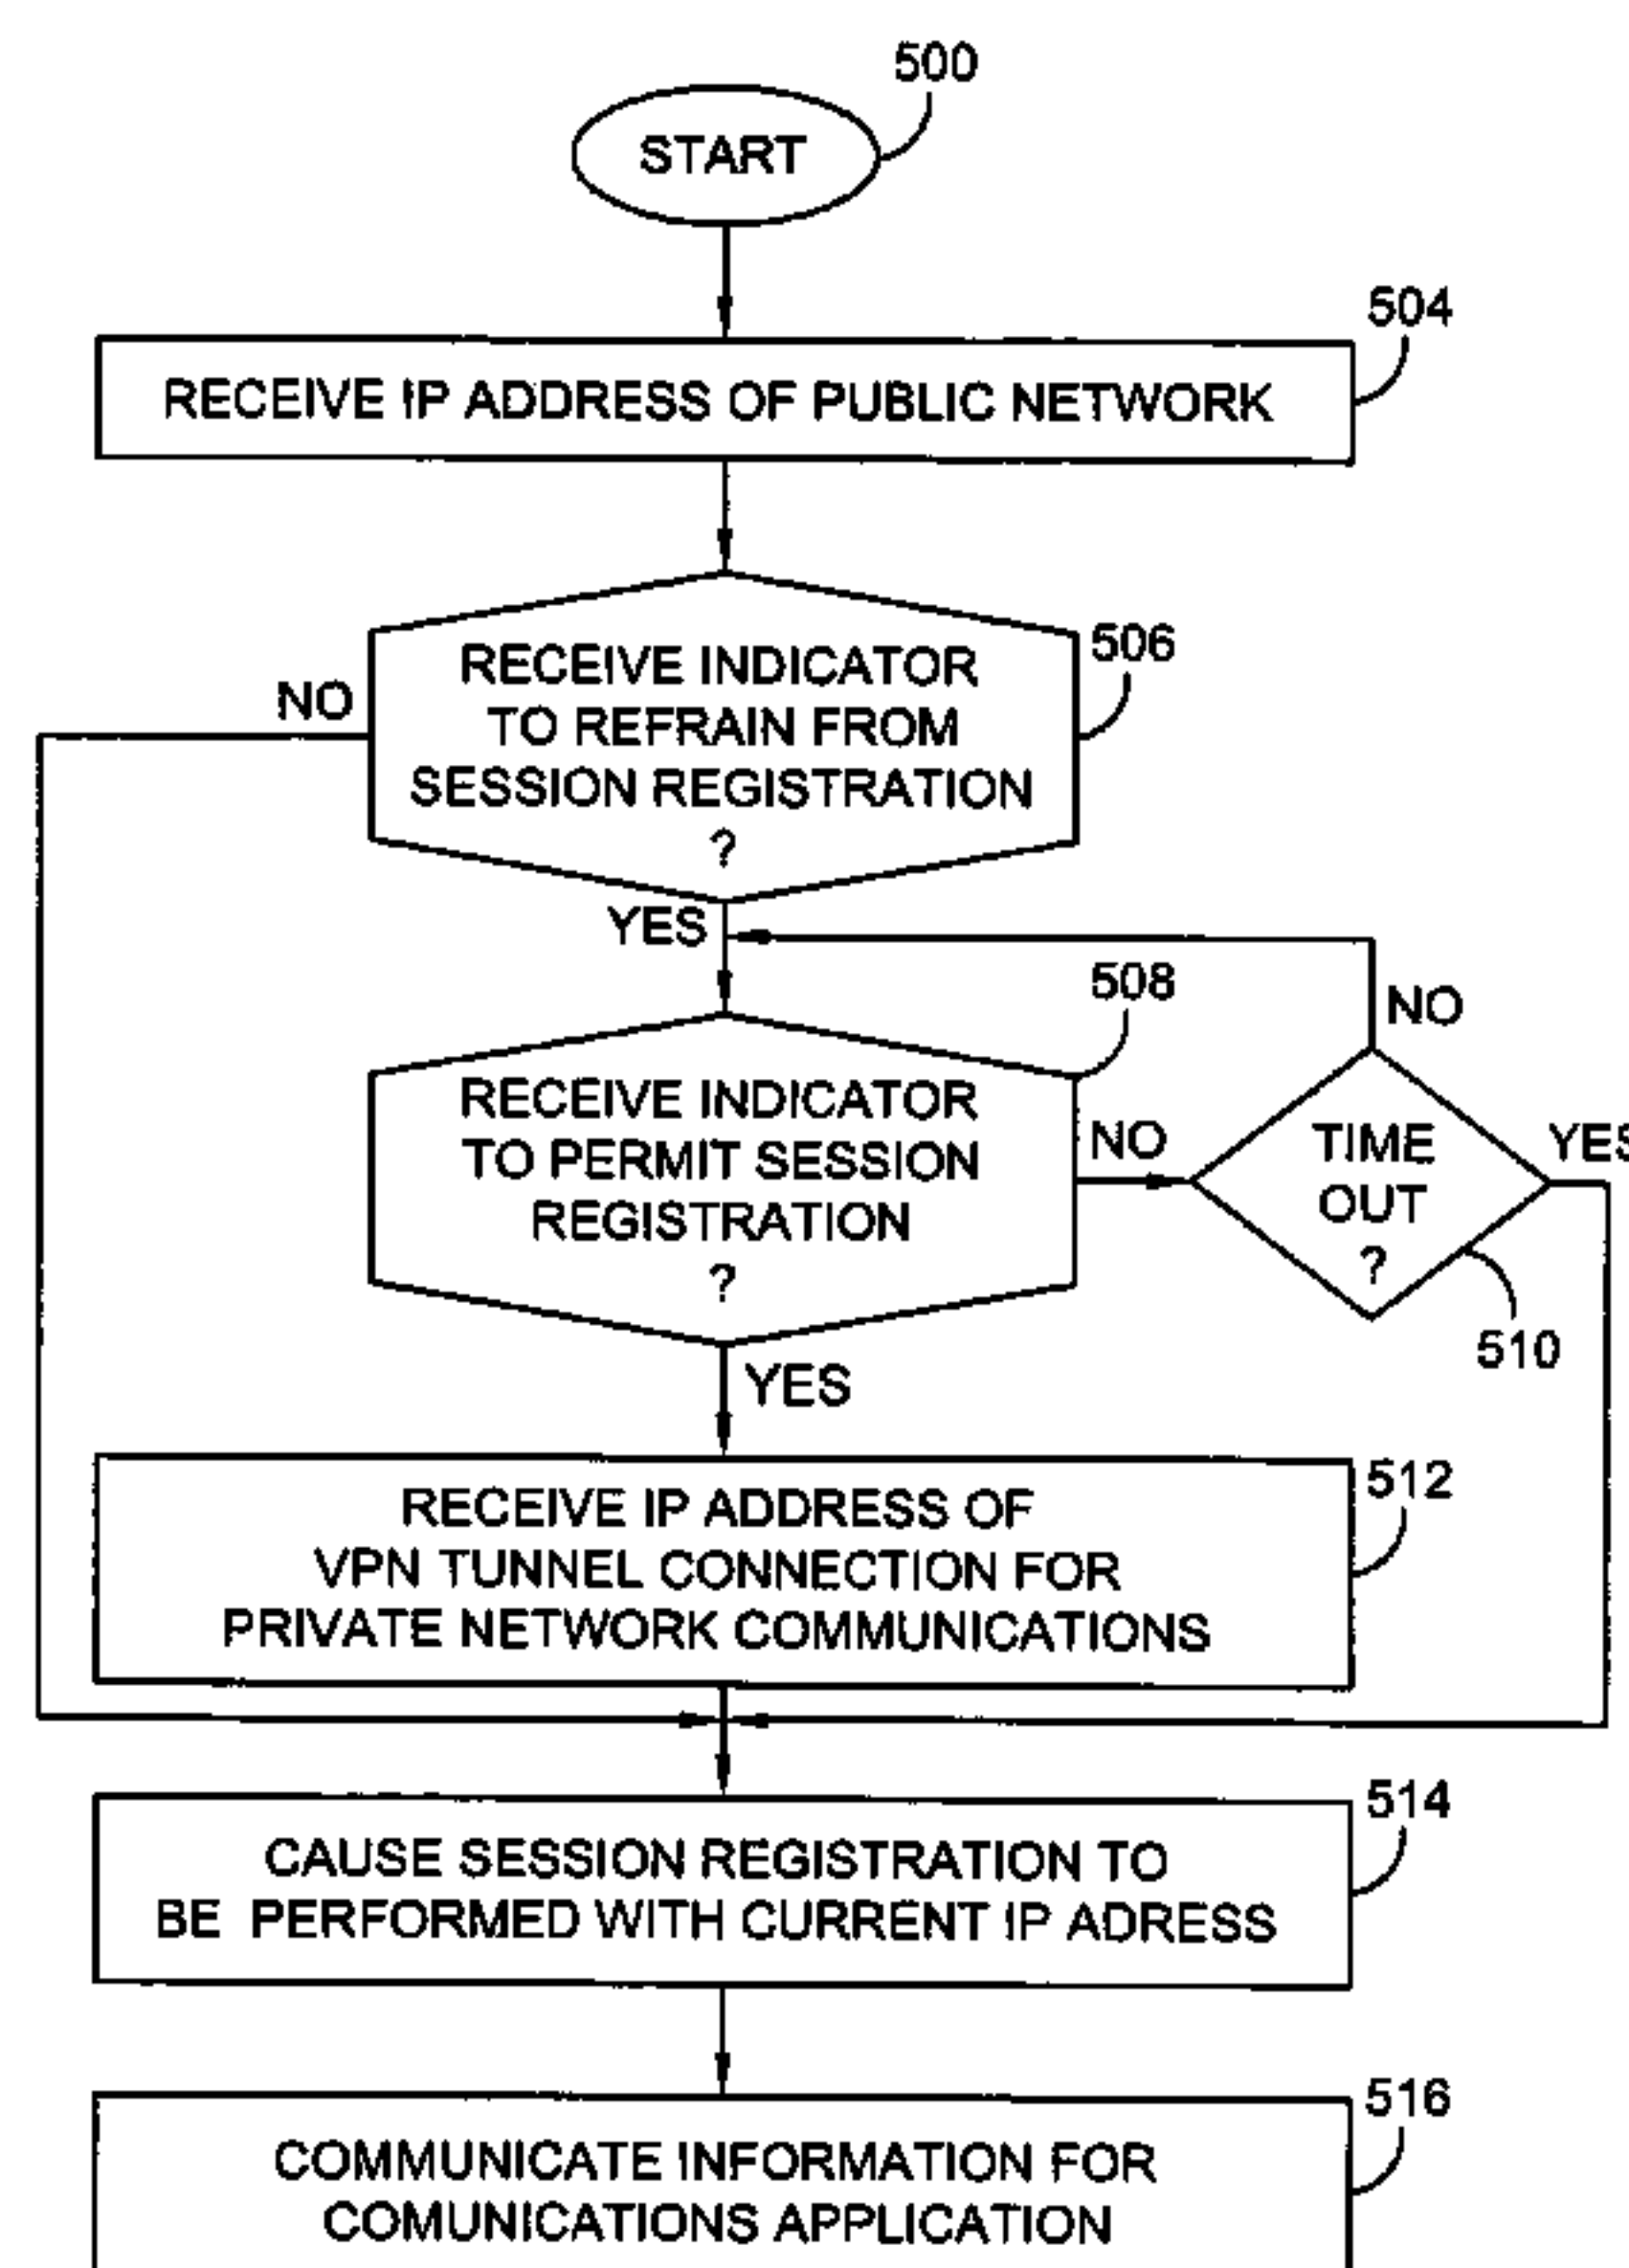 500
START
504
RECEIVE IP ADDRESS OF PUBLIC NETWORK
506
RECEIVE INDICATOR
TO REFRAIN FROM
SESSION REGISTRATION
?
NO
YES
508
RECEIVE INDICATOR
TO PERMIT SESSION
REGISTRATION
?
NO
NO
TIME
OUT
?
YES
510
YES
512
RECEIVE IP ADDRESS OF
VPN TUNNEL CONNECTION FOR
PRIVATE NETWORK COMMUNICATIONS
514
CAUSE SESSION REGISTRATION TO
BE PERFORMED WITH CURRENT IP ADRESS
516
COMMUNICATE INFORMATION FOR
COMUNICATIONS APPLICATION